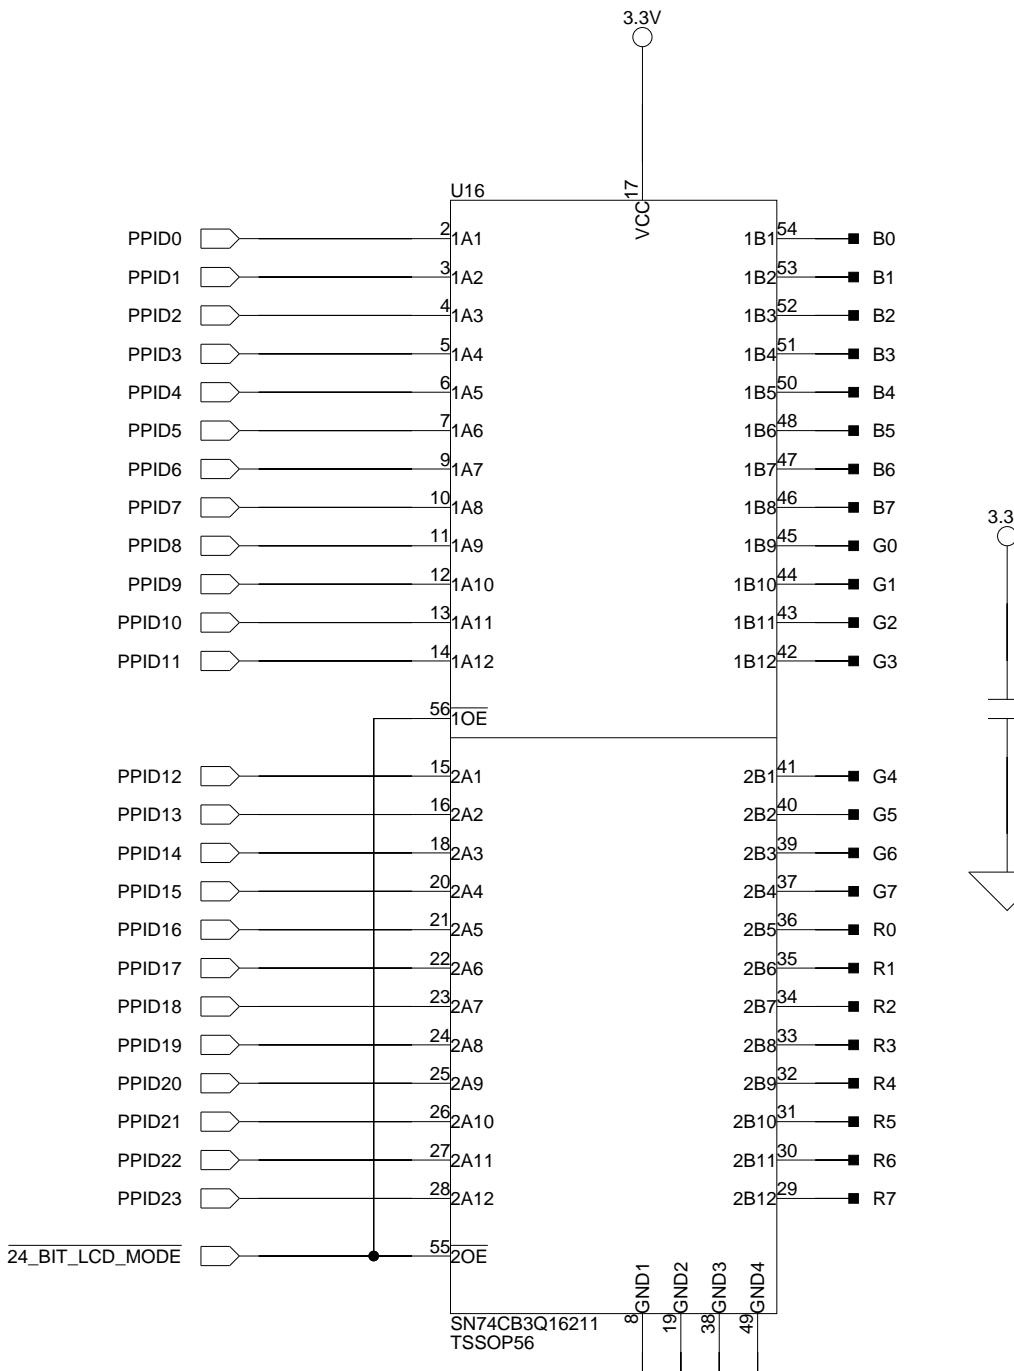 3.3V
U16
17
VCC
PPID0 2 1A1 1B1 54 B0
PPID1 3 1A2 1B2 53 B1
PPID2 4 1A3 1B3 52 B2
PPID3 5 1A4 1B4 51 B3
PPID4 6 1A5 1B5 50 B4
PPID5 7 1A6 1B6 48 B5
PPID6 9 1A7 1B7 47 B6
PPID7 10 1A8 1B8 46 B7
3.3
PPID8 11 1A9 1B9 45 G0
PPID9 12 1A10 1B10 44 G1
PPID10 13 1A11 1B11 43 G2
PPID11 14 1A12 1B12 42 G3
56 1OE
PPID12 15 2A1 2B1 41 G4
PPID13 16 2A2 2B2 40 G5
PPID14 18 2A3 2B3 39 G6
PPID15 20 2A4 2B4 37 G7
PPID16 21 2A5 2B5 36 R0
PPID17 22 2A6 2B6 35 R1
PPID18 23 2A7 2B7 34 R2
PPID19 24 2A8 2B8 33 R3
PPID20 25 2A9 2B9 32 R4
PPID21 26 2A10 2B10 31 R5
PPID22 27 2A11 2B11 30 R6
PPID23 28 2A12 2B12 29 R7
24_BIT_LCD_MODE 55 2OE
GND1 GND2 GND3 GND4
8 19 38 49
SN74CB3Q16211
TSSOP56